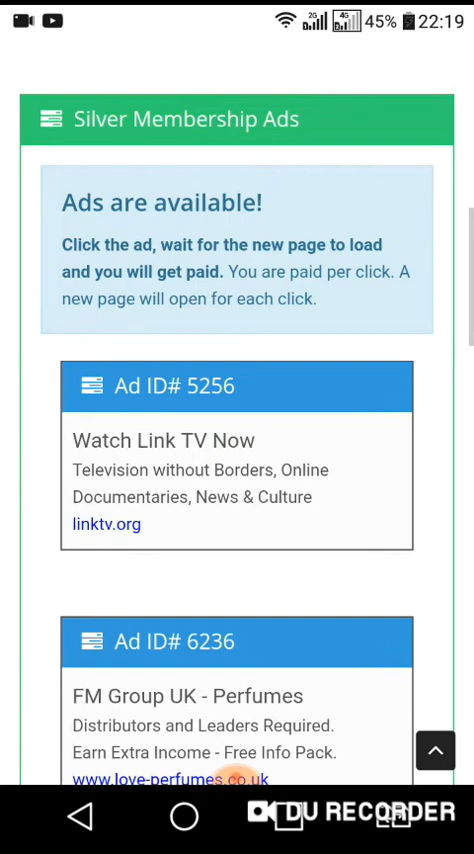 2G 4G 45% 22:19
Silver Membership Ads
Ads are available!
Click the ad, wait for the new page to load
and you will get paid. You are paid per click. A
new page will open for each click.
Ad ID# 5256
Watch Link TV Now
Television without Borders, Online
Documentaries, News & Culture
linktv.org
Ad ID# 6236
FM Group UK - Perfumes
Distributors and Leaders Required.
Earn Extra Income - Free Info Pack.
www.love-perfumes.co.uk
DU RECORDER